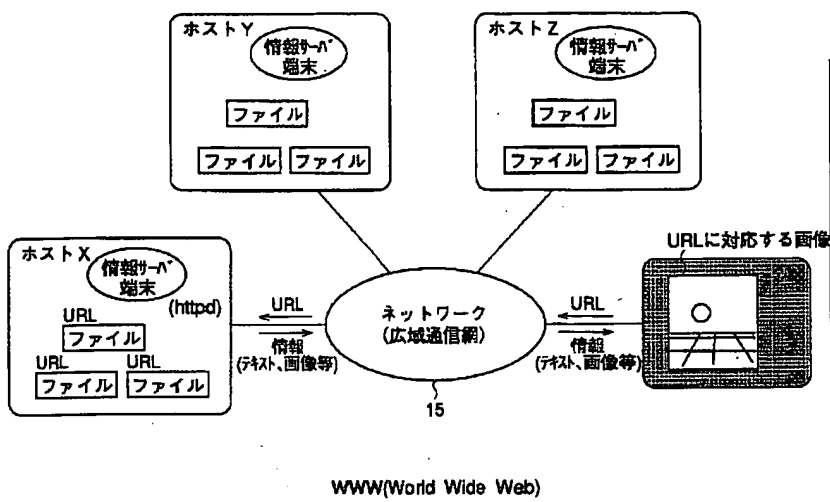 ホストY
情報サーバ
端末
ファイル
ファイル ファイル
ホストZ
情報サーバ
端末
ファイル
ファイル ファイル
ホストX
情報サーバ
端末
(httpd)
URL
ファイル
URL URL
ファイル ファイル
URL
情報
(テキスト、画像等)
ネットワーク
(広域通信網)
15
URL
情報
(テキスト、画像等)
URLに対応する画像
WWW(World Wide Web)